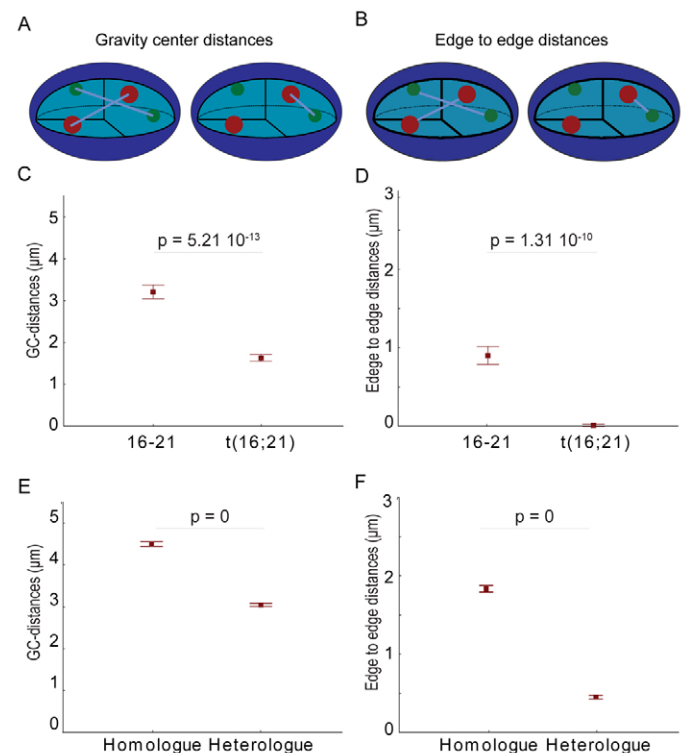 A
Gravity center distances
B
Edge to edge distances
C
GC-distances (µm)
5
4
3
2
1
0
p = 5.21 10-13
16-21 t(16;21)
D
Edege to edge distances (µm)
3
2
1
0
p = 1.31 10-10
16-21 t(16;21)
E
GC-distances (µm)
5
4
3
2
1
0
p = 0
Homologue Heterologue
F
Edge to edge distances (µm)
3
2
1
0
p = 0
Homologue Heterologue